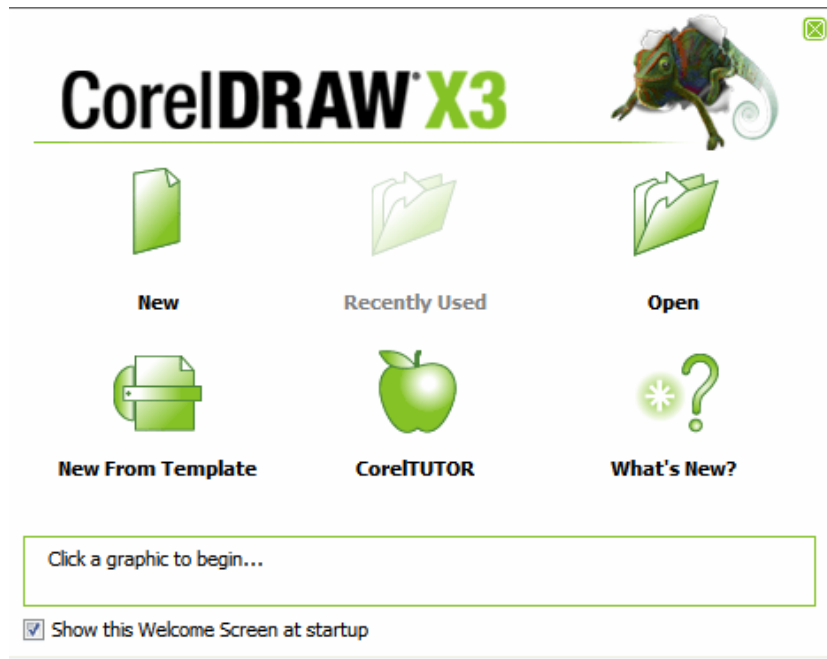 CorelDRAW® X3
New Recently Used Open
New From Template CorelTUTOR What's New?
Click a graphic to begin...
Show this Welcome Screen at startup